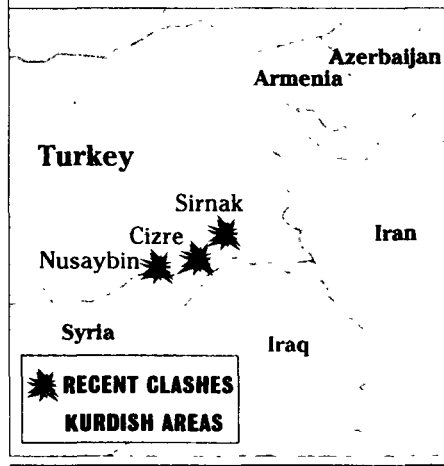 Azerbaijan
Armenia
Turkey
Sirnak
Cizre
Iran
Nusaybin
Syria
Iraq
RECENT CLASHES
KURDISH AREAS